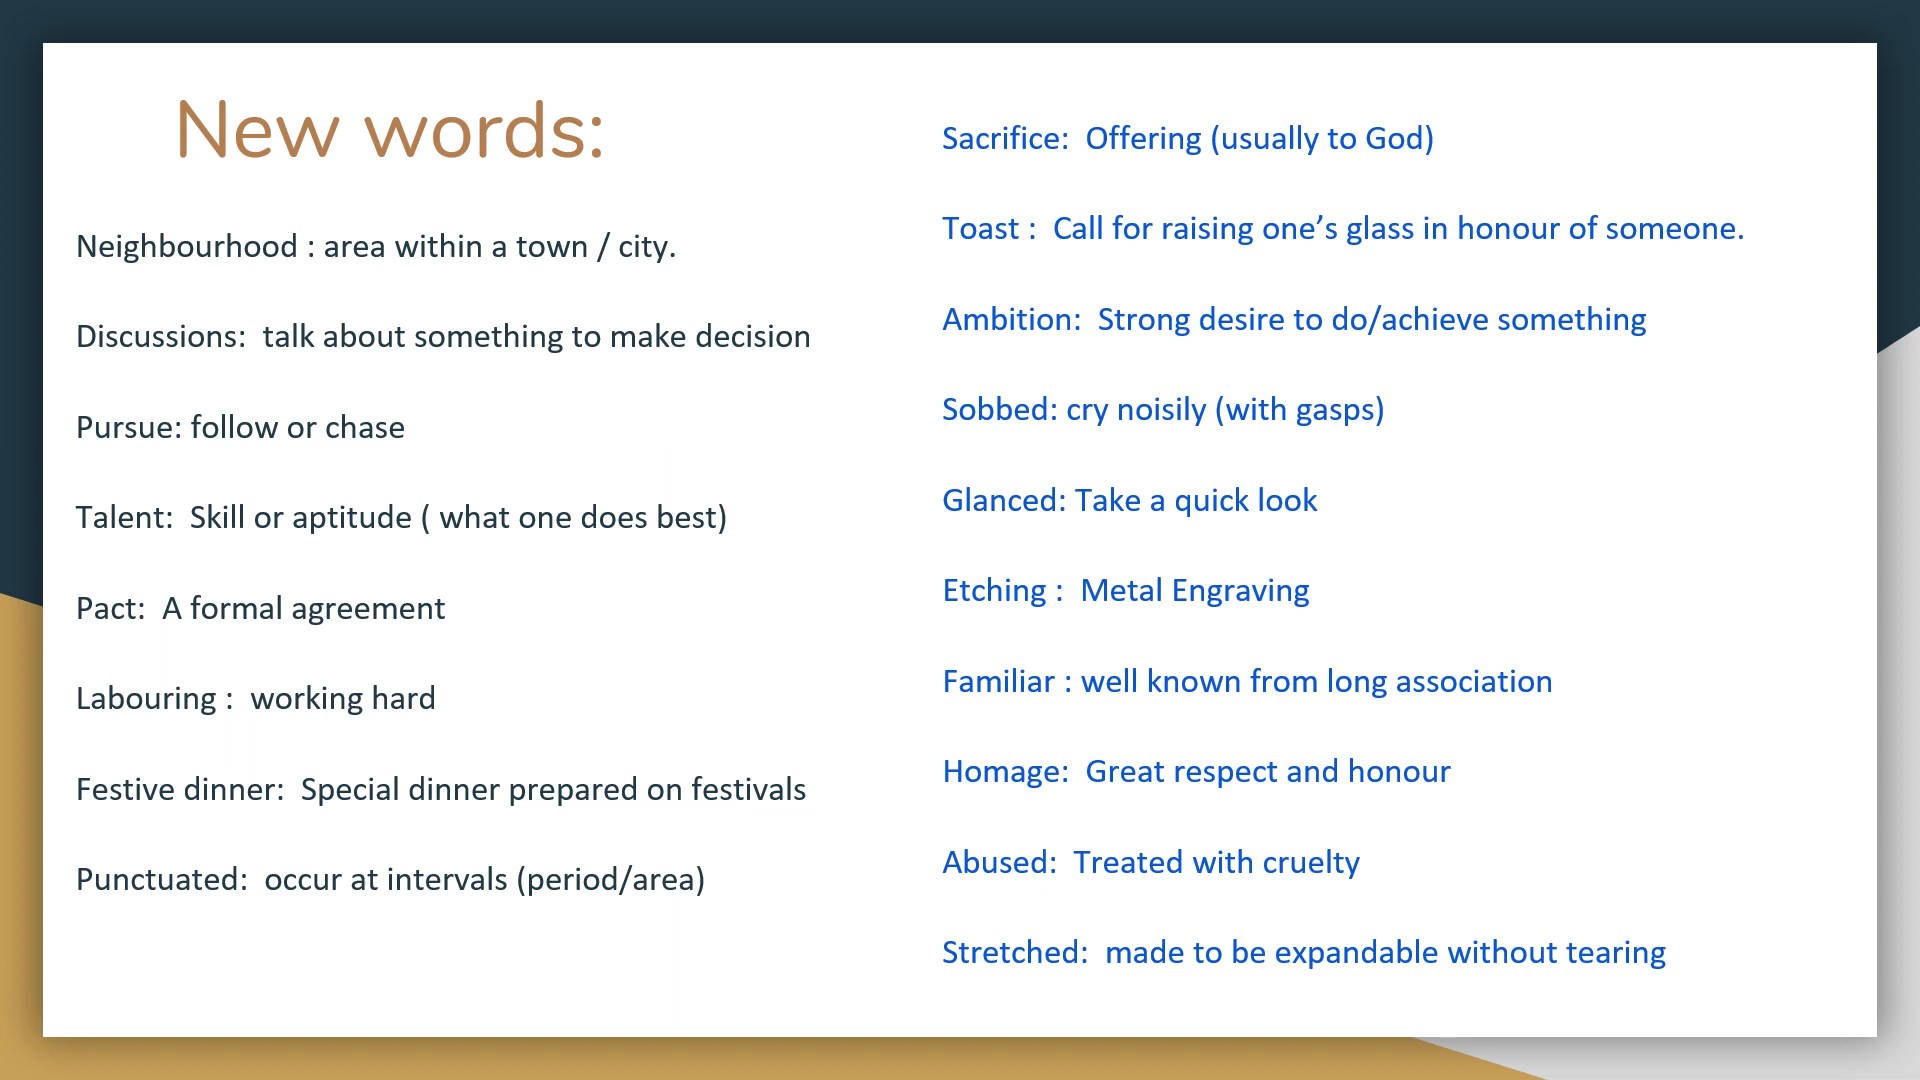 New words:
Neighbourhood : area within a town / city.
Discussions:  talk about something to make decision
Pursue: follow or chase
Talent:  Skill or aptitude ( what one does best)
Pact:  A formal agreement
Labouring :  working hard
Festive dinner:  Special dinner prepared on festivals
Punctuated:  occur at intervals (period/area)
Sacrifice:  Offering (usually to God)
Toast :  Call for raising one’s glass in honour of someone.
Ambition:  Strong desire to do/achieve something
Sobbed: cry noisily (with gasps)
Glanced: Take a quick look
Etching :  Metal Engraving
Familiar : well known from long association
Homage:  Great respect and honour
Abused:  Treated with cruelty
Stretched:  made to be expandable without tearing